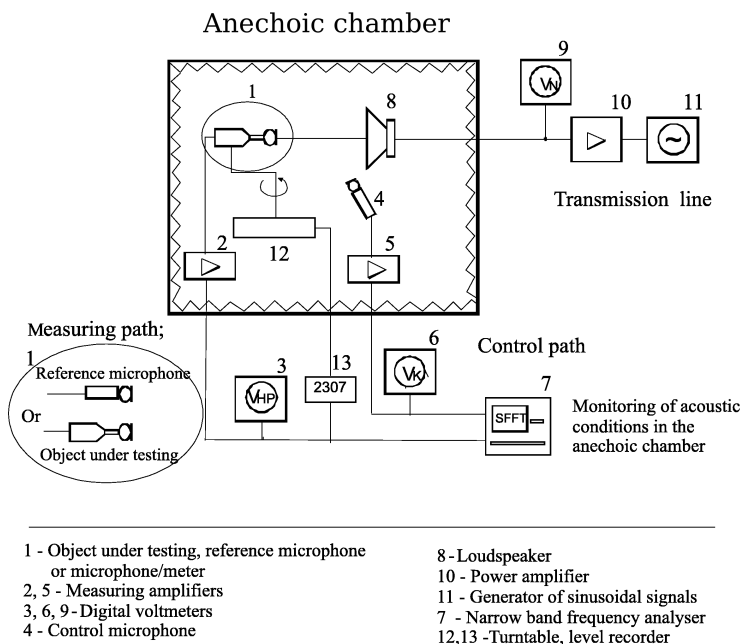 Anechoic chamber
9
V_N
10
11
~
1
8
4
Transmission line
2
12
5
Measuring path;
1
Reference microphone
Or
Object under testing
3
V_HP
13
2307
6
V_K
Control path
7
SFFT
Monitoring of acoustic
conditions in the
anechoic chamber
1 - Object under testing, reference microphone
or microphone/meter
2, 5 - Measuring amplifiers
3, 6, 9 - Digital voltmeters
4 - Control microphone
8 - Loudspeaker
10 - Power amplifier
11 - Generator of sinusoidal signals
7 - Narrow band frequency analyser
12,13 -Turntable, level recorder